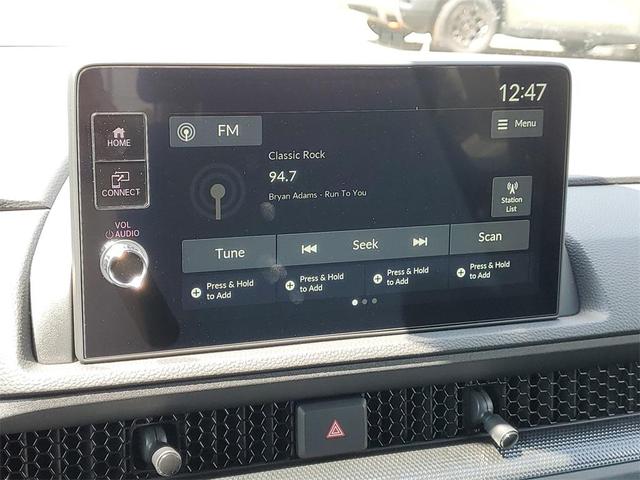 12:47
HOME
FM
Menu
Classic Rock
94.7
CONNECT
Bryan Adams - Run To You
Station
List
VOL
AUDIO
Tune
Seek
Scan
Press & Hold
to Add
Press & Hold
to Add
Press & Hold
to Add
Press & Hold
to Add